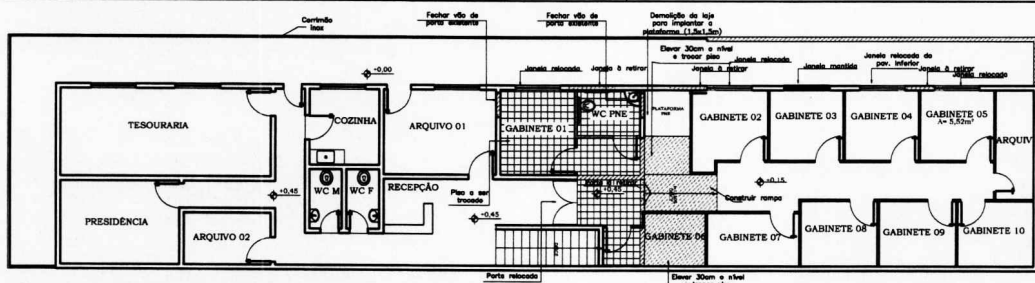 Corrimão
inox
Fechar vão de
porta existente
Fechar vão de
porta existente
Demolição da laje
para implantar a
plataforma (1,5x1,5m)
Elevar 30cm o nível
e trocar piso
Janela relocada do
pav. inferior
Janela relocada
Janela à retirar
Janela à retirar
Janela relocada
Janela mantida
Janela à retirar
Janela relocada
+0,00
TESOURARIA
COZINHA
ARQUIVO 01
GABINETE 01
WC PNE
PLATAFORMA
PNE
GABINETE 02
GABINETE 03
GABINETE 04
GABINETE 05
A= 5,52m²
ARQUIV
+0,45
WC M
WC F
RECEPÇÃO
Piso a ser
trocado
+0,45
+0,15
Construir rampa
PRESIDÊNCIA
ARQUIVO 02
+0,45
GABINETE 06
GABINETE 07
GABINETE 08
GABINETE 09
GABINETE 10
Porta relocada
Elevar 30cm o nível